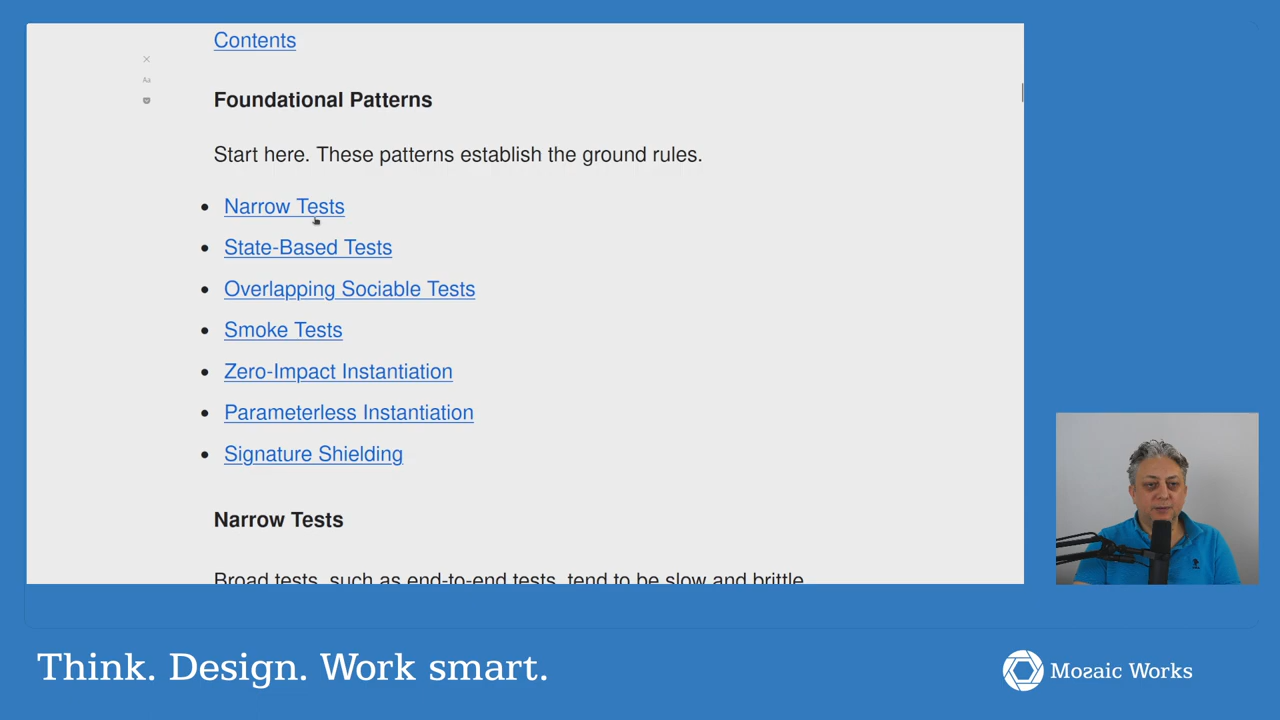 Contents
Aa
Foundational Patterns
Start here. These patterns establish the ground rules.
• Narrow Tests
• State-Based Tests
• Overlapping Sociable Tests
• Smoke Tests
• Zero-Impact Instantiation
• Parameterless Instantiation
• Signature Shielding
Narrow Tests
Broad tests, such as end-to-end tests, tend to be slow and brittle.
Think. Design. Work smart.
Mozaic Works